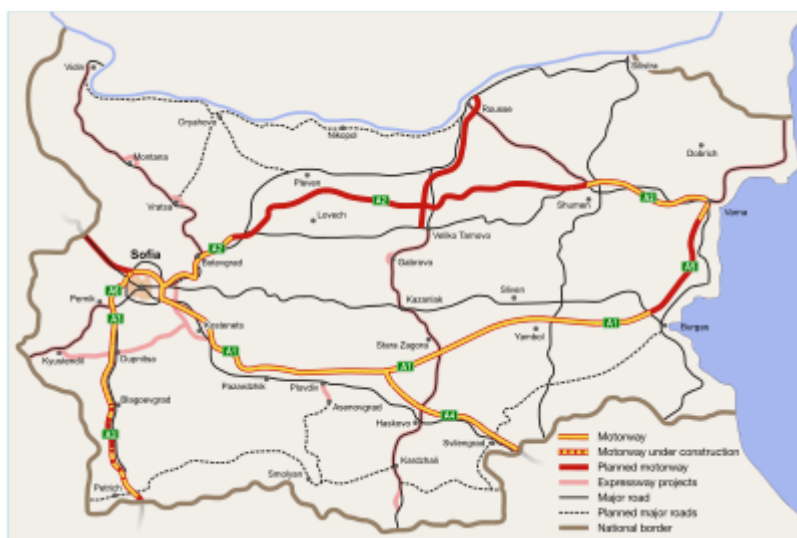 Vidin
Silistra
Rousse
Oryahovo
Nikopol
Montana
Dobrich
Pleven
A2
Vratsa
Shumen
A2
Varna
Lovech
Veliko Tarnovo
A2
Sofia
Botevgrad
Gabrovo
A5
A6
Sliven
Pernik
Kazanlak
A3
Kostenets
A1
Burgas
Yambol
Stara Zagora
Kyustendil
Dupnitsa
A1
A1
Pazardzhik
Plovdiv
Blagoevgrad
Asenovgrad
A4
Haskovo
A3
Svilengrad
Motorway
Motorway under construction
Kardzhali
Planned motorway
Smolyan
Expressway projects
Petrich
Major road
Planned major roads
National border